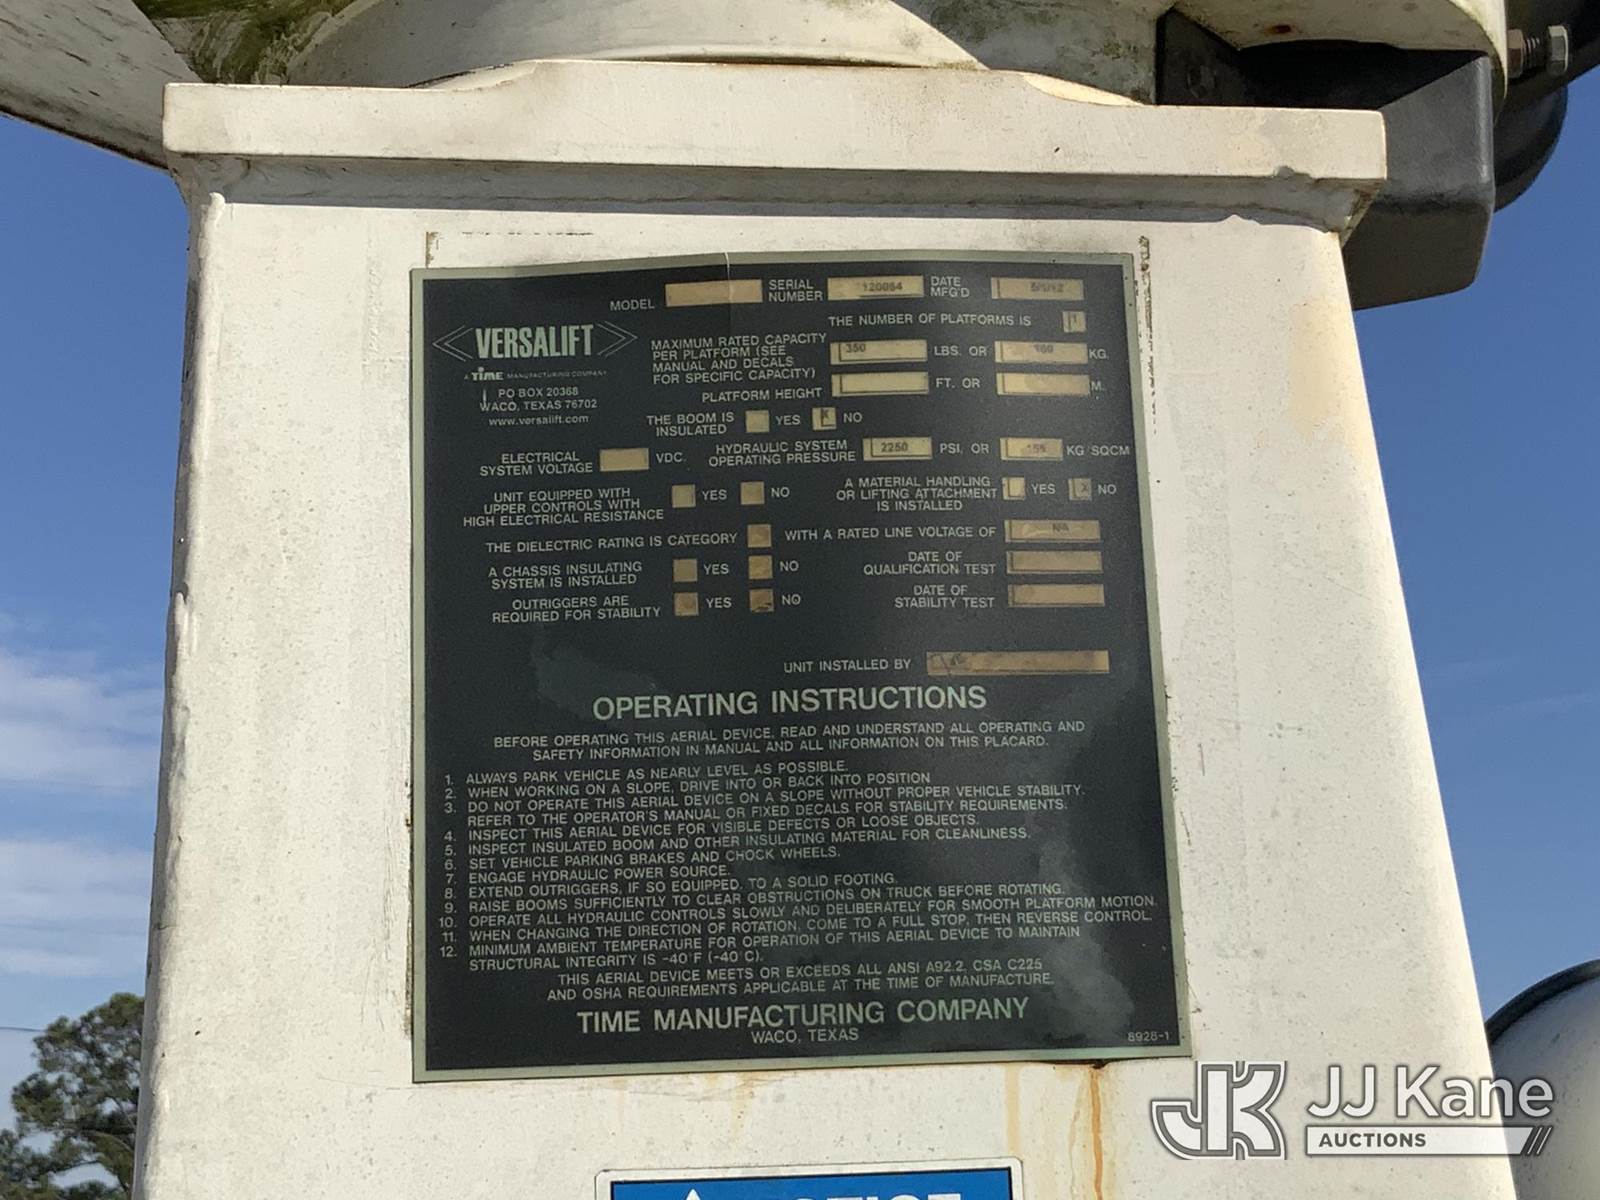 MODEL
SERIAL NUMBER 120084
DATE MFG'D
THE NUMBER OF PLATFORMS IS 1
VERSALIFT
A TIME MANUFACTURING COMPANY
PO BOX 20368
WACO, TEXAS 76702
www.versalift.com
MAXIMUM RATED CAPACITY
PER PLATFORM (SEE
MANUAL AND DECALS
FOR SPECIFIC CAPACITY)
350 LBS. OR 160 KG.
PLATFORM HEIGHT FT. OR M.
THE BOOM IS
INSULATED YES X NO
ELECTRICAL
SYSTEM VOLTAGE VDC.
HYDRAULIC SYSTEM
OPERATING PRESSURE 2250 PSI. OR 155 KG/SQCM
UNIT EQUIPPED WITH
UPPER CONTROLS WITH
HIGH ELECTRICAL RESISTANCE YES NO
A MATERIAL HANDLING
OR LIFTING ATTACHMENT
IS INSTALLED YES X NO
THE DIELECTRIC RATING IS CATEGORY WITH A RATED LINE VOLTAGE OF NA
A CHASSIS INSULATING
SYSTEM IS INSTALLED YES NO
DATE OF
QUALIFICATION TEST
OUTRIGGERS ARE
REQUIRED FOR STABILITY YES NO
DATE OF
STABILITY TEST
UNIT INSTALLED BY
OPERATING INSTRUCTIONS
BEFORE OPERATING THIS AERIAL DEVICE, READ AND UNDERSTAND ALL OPERATING AND
SAFETY INFORMATION IN MANUAL AND ALL INFORMATION ON THIS PLACARD.
1. ALWAYS PARK VEHICLE AS NEARLY LEVEL AS POSSIBLE.
2. WHEN WORKING ON A SLOPE, DRIVE INTO OR BACK INTO POSITION
3. DO NOT OPERATE THIS AERIAL DEVICE ON A SLOPE WITHOUT PROPER VEHICLE STABILITY.
REFER TO THE OPERATOR'S MANUAL OR FIXED DECALS FOR STABILITY REQUIREMENTS.
4. INSPECT THIS AERIAL DEVICE FOR VISIBLE DEFECTS OR LOOSE OBJECTS.
5. INSPECT INSULATED BOOM AND OTHER INSULATING MATERIAL FOR CLEANLINESS.
6. SET VEHICLE PARKING BRAKES AND CHOCK WHEELS.
7. ENGAGE HYDRAULIC POWER SOURCE.
8. EXTEND OUTRIGGERS, IF SO EQUIPPED, TO A SOLID FOOTING.
9. RAISE BOOMS SUFFICIENTLY TO CLEAR OBSTRUCTIONS ON TRUCK BEFORE ROTATING.
10. OPERATE ALL HYDRAULIC CONTROLS SLOWLY AND DELIBERATELY FOR SMOOTH PLATFORM MOTION.
11. WHEN CHANGING THE DIRECTION OF ROTATION, COME TO A FULL STOP, THEN REVERSE CONTROL.
12. MINIMUM AMBIENT TEMPERATURE FOR OPERATION OF THIS AERIAL DEVICE TO MAINTAIN
STRUCTURAL INTEGRITY IS -40°F (-40°C).
THIS AERIAL DEVICE MEETS OR EXCEEDS ALL ANSI A92.2, CSA C225
AND OSHA REQUIREMENTS APPLICABLE AT THE TIME OF MANUFACTURE.
TIME MANUFACTURING COMPANY
WACO, TEXAS
8926-1
NOTICE
JK JJ Kane
AUCTIONS